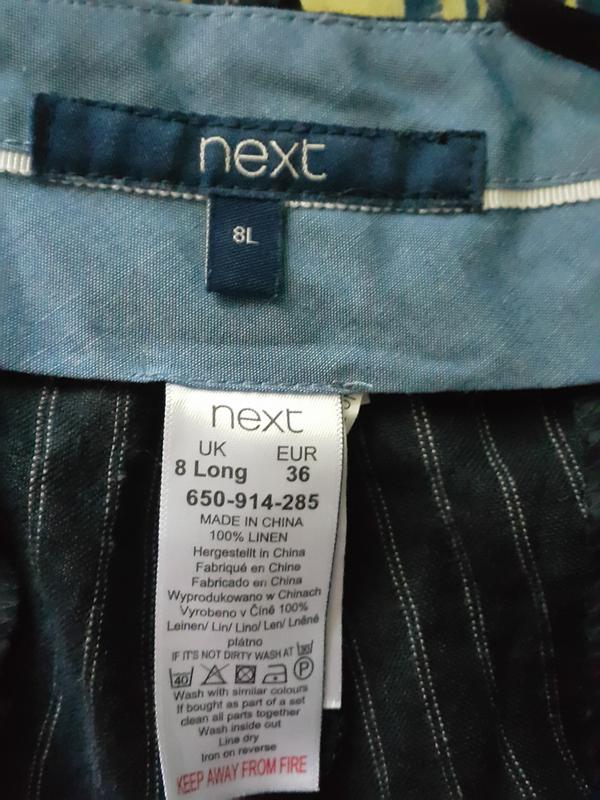 next
8L
next
UK EUR
8 Long 36
650-914-285
MADE IN CHINA
100% LINEN
Hergestellt in China
Fabriqué en Chine
Fabricado en China
Wyprodukowano w Chinach
Vyrobeno v Číně 100%
Leinen/ Lin/ Lino/ Len/ Lněné
plátno
IF IT'S NOT DIRTY WASH AT 30
40 P
Wash with similar colours
If bought as part of a set
clean all parts together
Wash inside out
Line dry
Iron on reverse
KEEP AWAY FROM FIRE